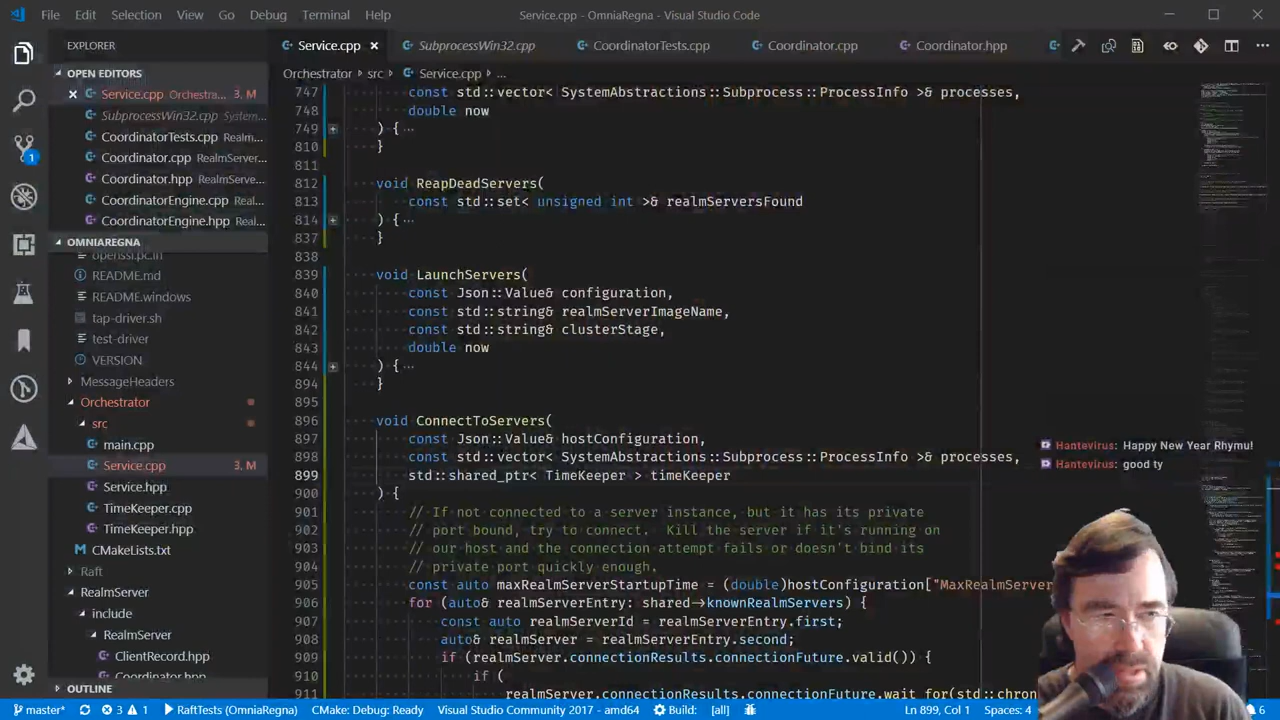 File Edit Selection View Go Debug Terminal Help
Service.cpp - OmniaRegna - Visual Studio Code
EXPLORER
Service.cpp
SubprocessWin32.cpp
CoordinatorTests.cpp
Coordinator.cpp
Coordinator.hpp
OPEN EDITORS
Service.cpp Orchestra... 3, M
SubprocessWin32.cpp System...
CoordinatorTests.cpp Realm...
Coordinator.cpp RealmServer...
Coordinator.hpp RealmServe...
CoordinatorEngine.cpp Real...
CoordinatorEngine.hpp Real...
OMNIAREGNA
openssl.pc.in
README.md
README.windows
tap-driver.sh
test-driver
VERSION
MessageHeaders
Orchestrator
src
main.cpp
Service.cpp 3, M
Service.hpp
TimeKeeper.cpp
TimeKeeper.hpp
CMakeLists.txt
Raft
RealmServer
include
RealmServer
ClientRecord.hpp
Coordinator.hpp
OUTLINE
Orchestrator > src > Service.cpp > ...
747 const std::vector< SystemAbstractions::Subprocess::ProcessInfo >& processes,
748 double now
749 ) { ...
810 }
811
812 void ReapDeadServers(
813 const std::set< unsigned int >& realmServersFound
814 ) { ...
837 }
838
839 void LaunchServers(
840 const Json::Value& configuration,
841 const std::string& realmServerImageName,
842 const std::string& clusterStage,
843 double now
844 ) { ...
894 }
895
896 void ConnectToServers(
897 const Json::Value& hostConfiguration,
898 const std::vector< SystemAbstractions::Subprocess::ProcessInfo >& processes,
899 std::shared_ptr< TimeKeeper > timeKeeper
900 ) {
901 // If not connected to a server instance, but it has its private
902 // port bound, try to connect. Kill the server if it's running on
903 // our host and the connection attempt fails or doesn't bind its
904 // private port quickly enough.
905 const auto maxRealmServerStartupTime = (double)hostConfiguration["MaxRealmServer
906 for (auto& realmServerEntry: shared->knownRealmServers) {
907 const auto realmServerId = realmServerEntry.first;
908 auto& realmServer = realmServerEntry.second;
909 if (realmServer.connectionResults.connectionFuture.valid()) {
910 if (
911 realmServer.connectionResults.connectionFuture.wait_for(std::chron
Hantevirus: Happy New Year Rhymu!
Hantevirus: good ty
1
master* 3 1 RaftTests (OmniaRegna) CMake: Debug: Ready Visual Studio Community 2017 - amd64 Build: [all] Ln 899, Col 1 Spaces: 4 6